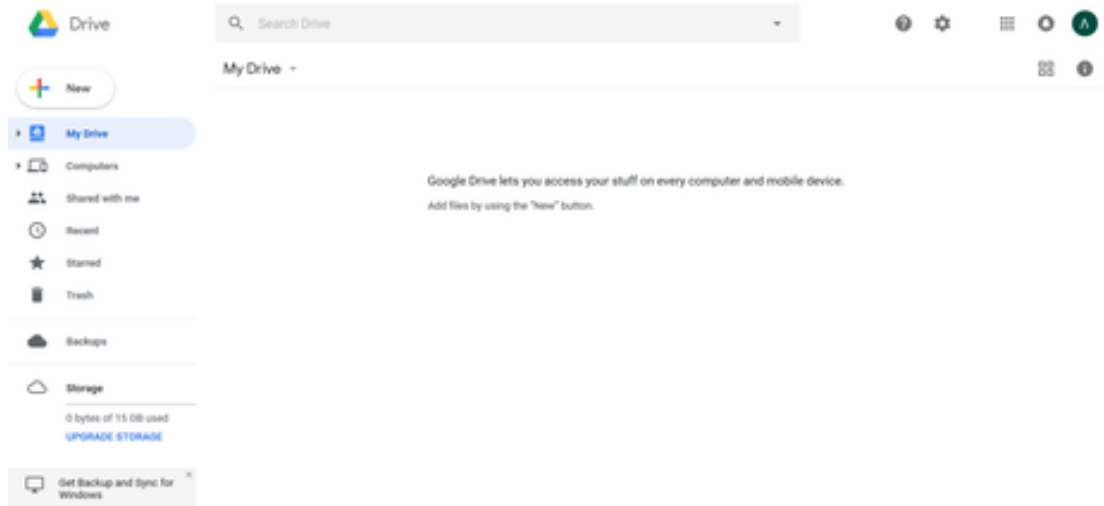 Drive
Search Drive
My Drive
New
My Drive
Computers
Shared with me
Recent
Starred
Trash
Backups
Storage
0 bytes of 15 GB used
UPGRADE STORAGE
Get Backup and Sync for
Windows
Google Drive lets you access your stuff on every computer and mobile device.
Add files by using the "New" button.